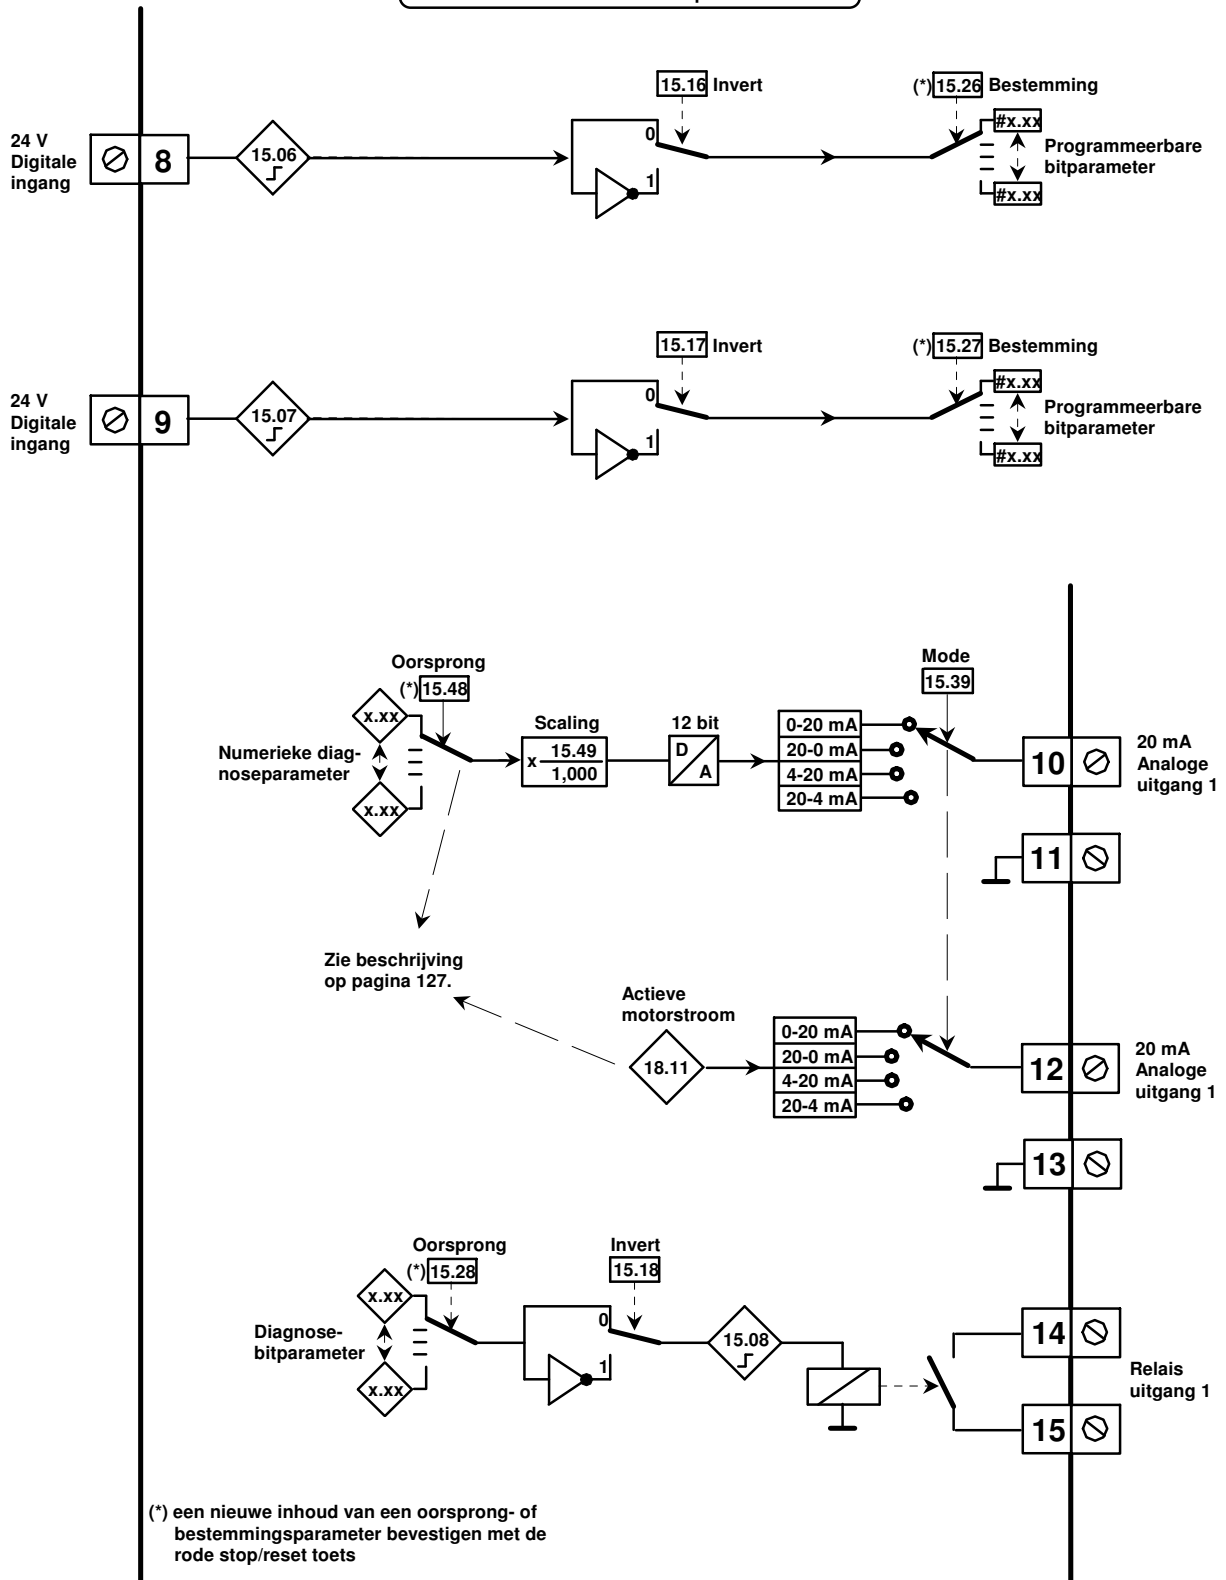 15.16 Invert
(*) 15.26 Bestemming
24 V
Digitale
ingang
8
15.06
0
1
#x.xx
#x.xx
Programmeerbare
bitparameter
15.17 Invert
(*) 15.27 Bestemming
24 V
Digitale
ingang
9
15.07
0
1
#x.xx
#x.xx
Programmeerbare
bitparameter
Oorsprong
(*) 15.48
x.xx
x.xx
Numerieke diag-
noseparameter
Scaling
x 15.49
1,000
12 bit
D
A
0-20 mA
20-0 mA
4-20 mA
20-4 mA
Mode
15.39
10
20 mA
Analoge
uitgang 1
11
Zie beschrijving
op pagina 127.
Actieve
motorstroom
18.11
0-20 mA
20-0 mA
4-20 mA
20-4 mA
12
20 mA
Analoge
uitgang 1
13
Oorsprong
(*) 15.28
x.xx
x.xx
Diagnose-
bitparameter
Invert
15.18
0
1
15.08
14
15
Relais
uitgang 1
(*) een nieuwe inhoud van een oorsprong- of
bestemmingsparameter bevestigen met de
rode stop/reset toets